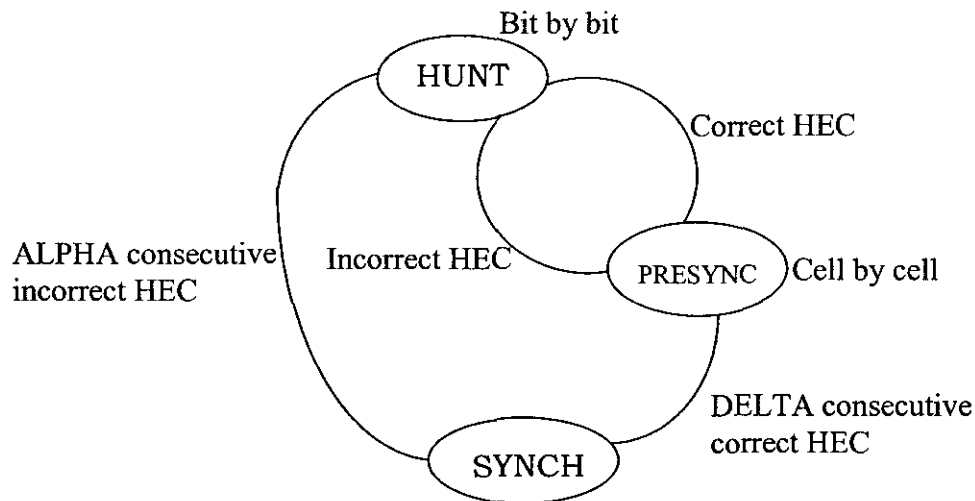 Bit by bit
HUNT
Correct HEC
ALPHA consecutive
incorrect HEC
Incorrect HEC
PRESYNC
Cell by cell
DELTA consecutive
correct HEC
SYNCH